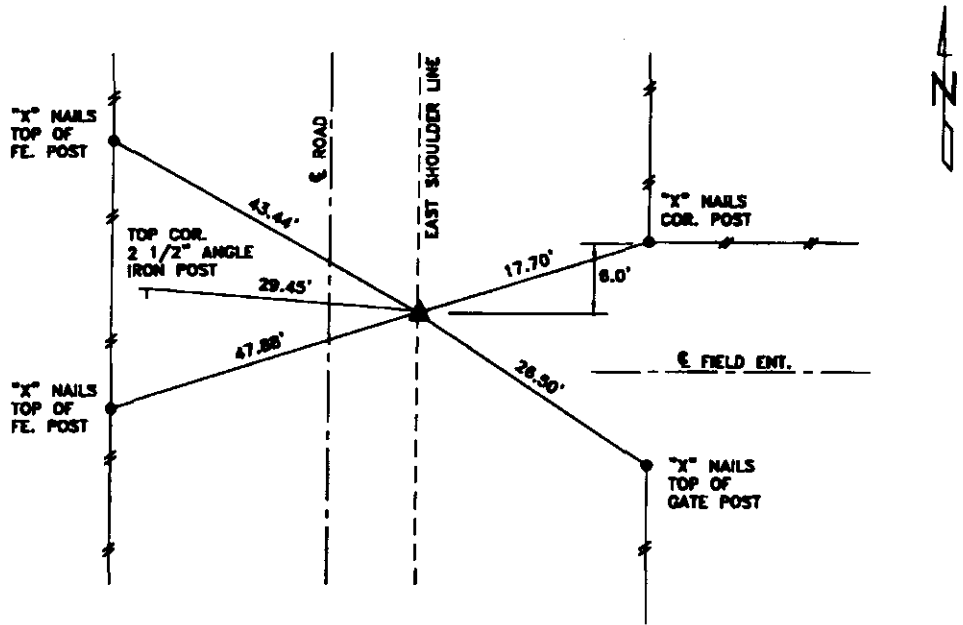 N
"X" NAILS
TOP OF
FE. POST
℄ ROAD
EAST SHOULDER LINE
"X" NAILS
COR. POST
43.44'
TOP COR.
2 1/2" ANGLE
IRON POST
29.45'
17.70'
6.0'
47.88'
℄ FIELD ENT.
26.50'
"X" NAILS
TOP OF
FE. POST
"X" NAILS
TOP OF
GATE POST